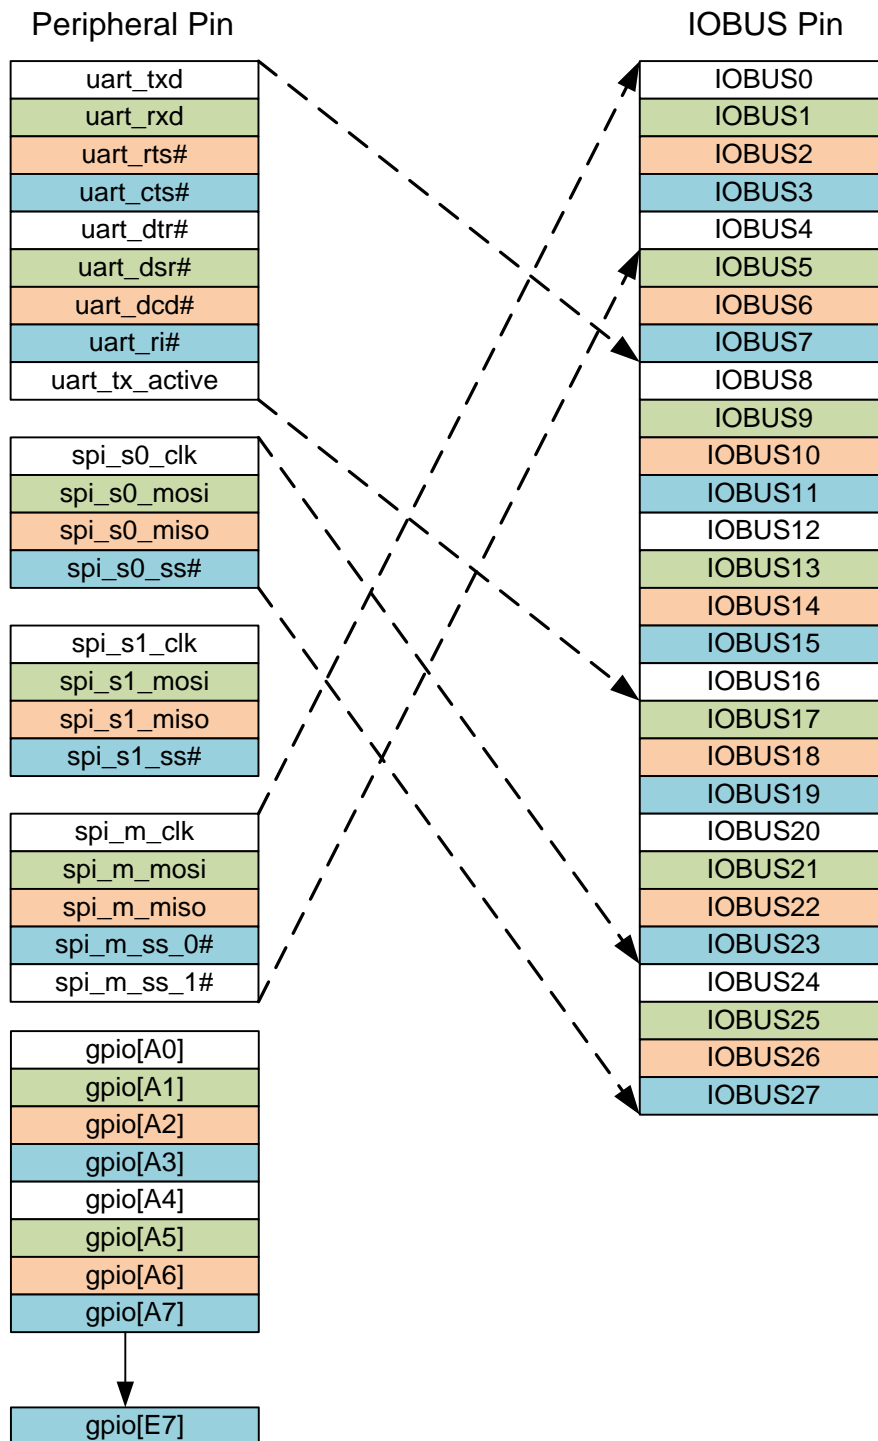 Peripheral Pin
uart_txd
uart_rxd
uart_rts#
uart_cts#
uart_dtr#
uart_dsr#
uart_dcd#
uart_ri#
uart_tx_active
spi_s0_clk
spi_s0_mosi
spi_s0_miso
spi_s0_ss#
spi_s1_clk
spi_s1_mosi
spi_s1_miso
spi_s1_ss#
spi_m_clk
spi_m_mosi
spi_m_miso
spi_m_ss_0#
spi_m_ss_1#
gpio[A0]
gpio[A1]
gpio[A2]
gpio[A3]
gpio[A4]
gpio[A5]
gpio[A6]
gpio[A7]
gpio[E7]
IOBUS Pin
IOBUS0
IOBUS1
IOBUS2
IOBUS3
IOBUS4
IOBUS5
IOBUS6
IOBUS7
IOBUS8
IOBUS9
IOBUS10
IOBUS11
IOBUS12
IOBUS13
IOBUS14
IOBUS15
IOBUS16
IOBUS17
IOBUS18
IOBUS19
IOBUS20
IOBUS21
IOBUS22
IOBUS23
IOBUS24
IOBUS25
IOBUS26
IOBUS27